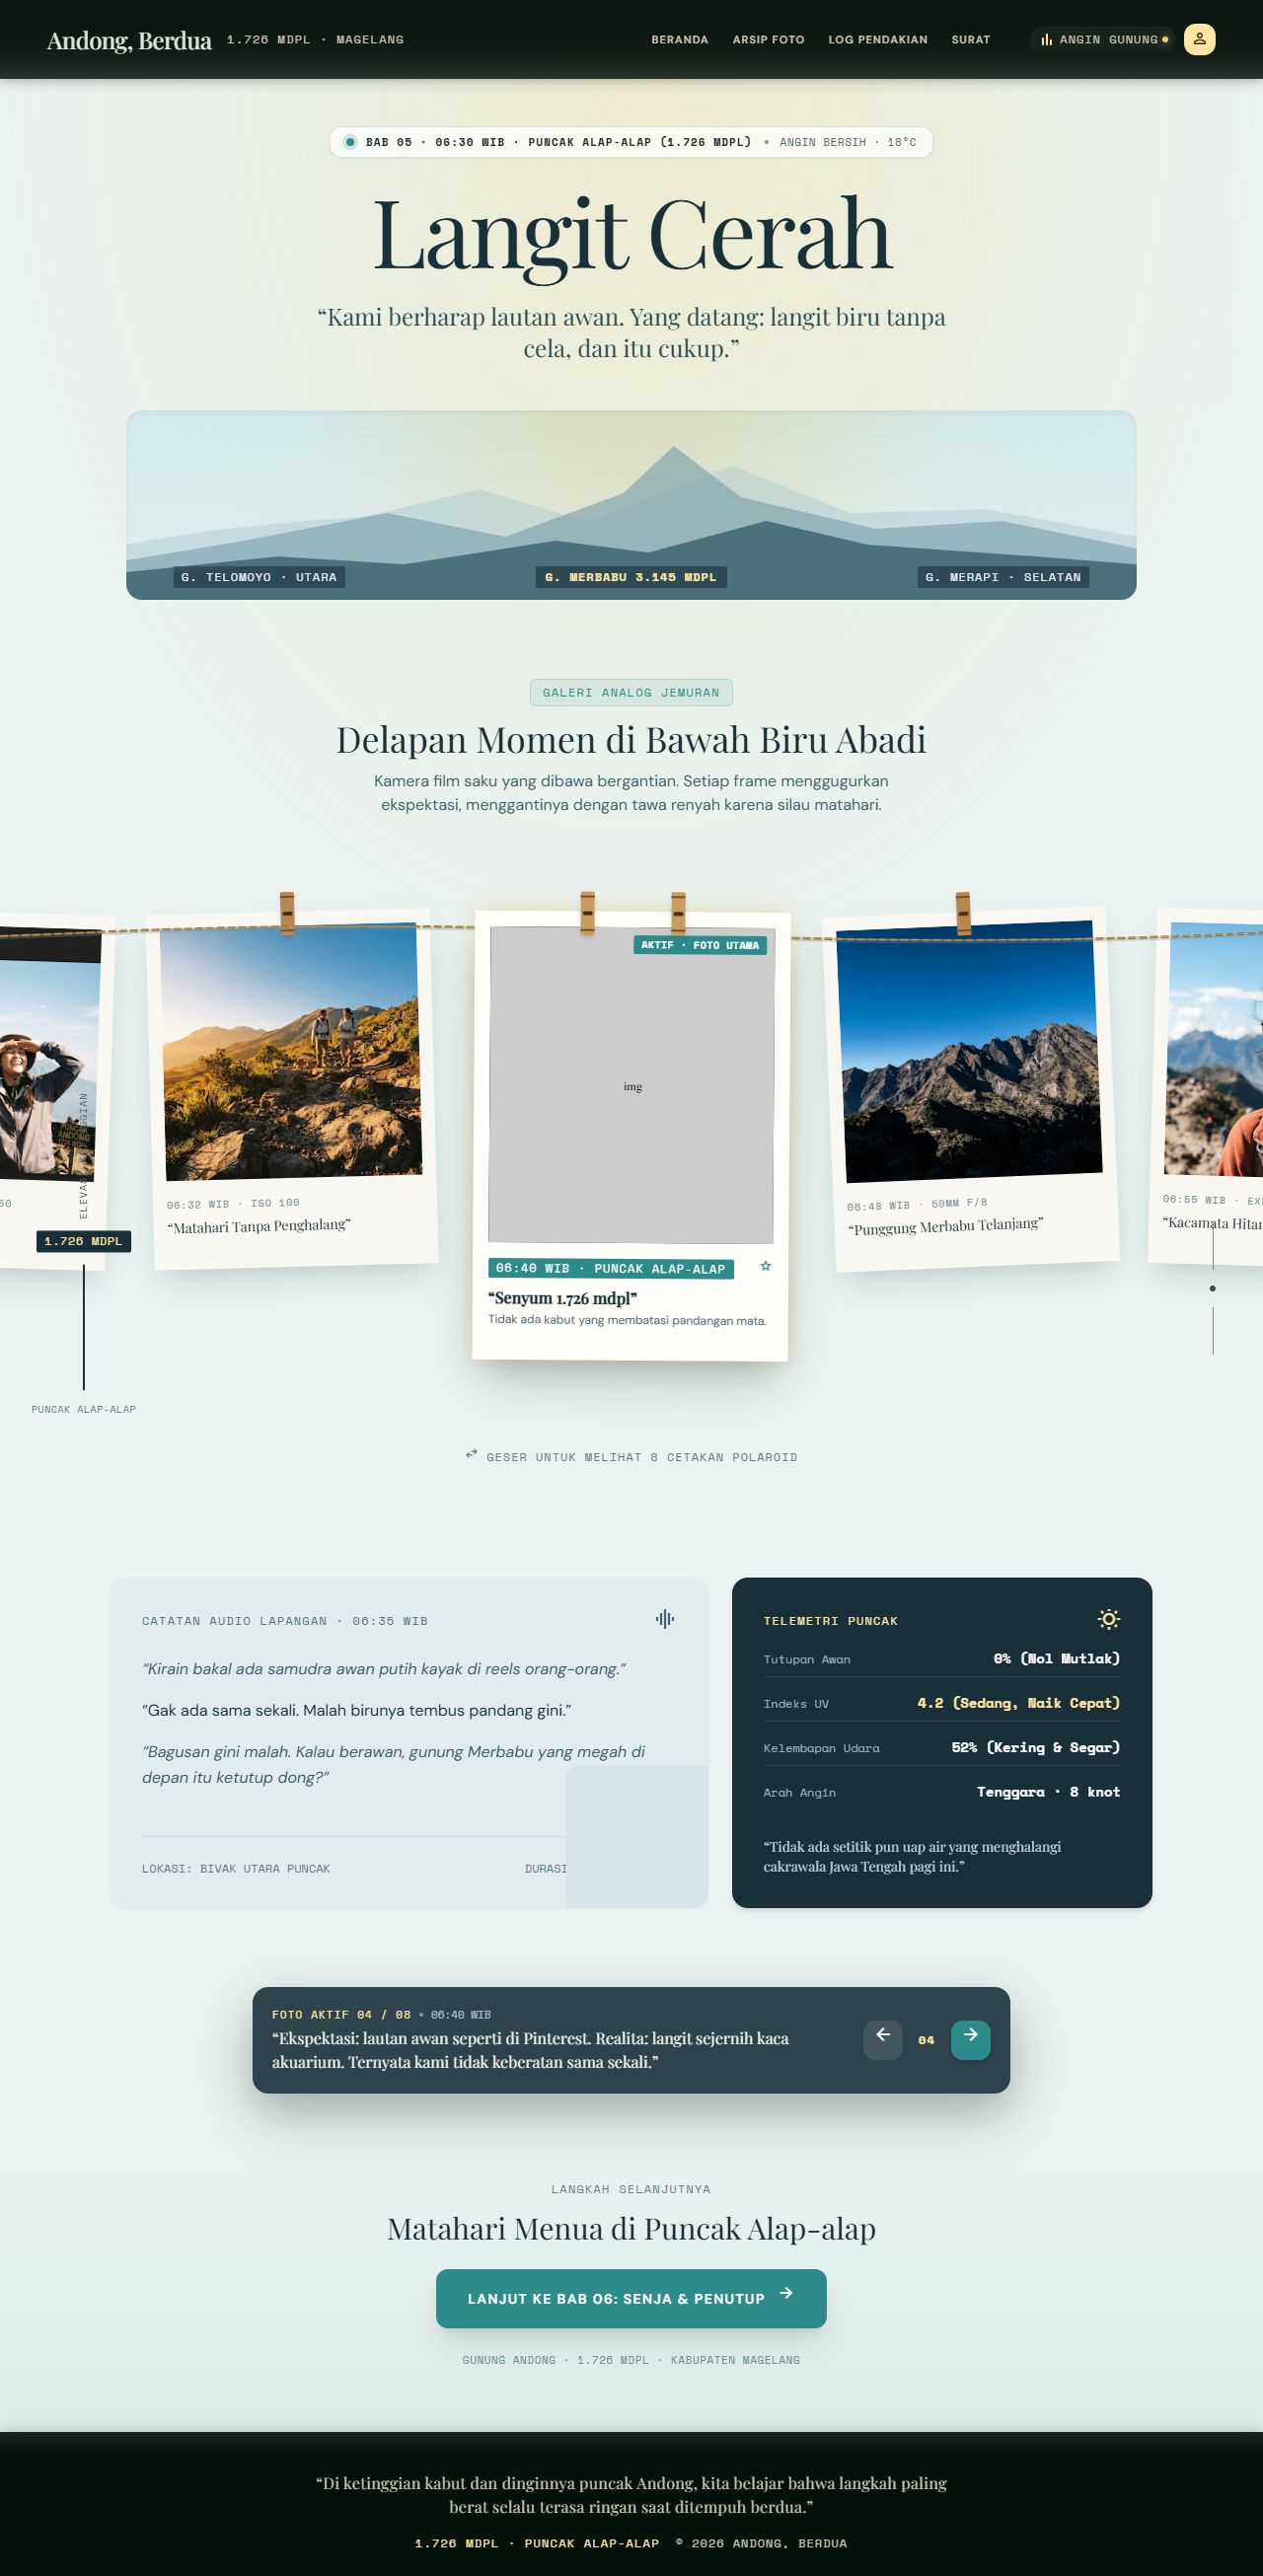 Andong, Berdua
1.726 MDPL · MAGELANG
BERANDA
ARSIP FOTO
LOG PENDAKIAN
SURAT
ANGIN GUNUNG
BAB 05 · 06:30 WIB · PUNCAK ALAP-ALAP (1.726 MDPL) • ANGIN BERSIH · 18°C
Langit Cerah
“Kami berharap lautan awan. Yang datang: langit biru tanpa
cela, dan itu cukup.”
G. TELOMOYO · UTARA
G. MERBABU 3.145 MDPL
G. MERAPI · SELATAN
GALERI ANALOG JEMURAN
Delapan Momen di Bawah Biru Abadi
Kamera film saku yang dibawa bergantian. Setiap frame menggugurkan
ekspektasi, menggantinya dengan tawa renyah karena silau matahari.
ANDONG
50
1.726 MDPL
PUNCAK ALAP-ALAP
06:32 WIB · ISO 100
“Matahari Tanpa Penghalang”
AKTIF · FOTO UTAMA
img
06:40 WIB · PUNCAK ALAP-ALAP
“Senyum 1.726 mdpl”
Tidak ada kabut yang membatasi pandangan mata.
06:48 WIB · 50MM F/8
“Punggung Merbabu Telanjang”
06:55 WIB ·
“Kacamata
GESER UNTUK MELIHAT 8 CETAKAN POLAROID
CATATAN AUDIO LAPANGAN · 06:35 WIB
“Kirain bakal ada samudra awan putih kayak di reels orang-orang.”
“Gak ada sama sekali. Malah birunya tembus pandang gini.”
“Bagusan gini malah. Kalau berawan, gunung Merbabu yang megah di
depan itu ketutup dong?”
LOKASI: BIVAK UTARA PUNCAK
DURASI
TELEMETRI PUNCAK
Tutupan Awan 0% (Nol Mutlak)
Indeks UV 4.2 (Sedang, Naik Cepat)
Kelembapan Udara 52% (Kering & Segar)
Arah Angin Tenggara · 8 knot
“Tidak ada setitik pun uap air yang menghalangi
cakrawala Jawa Tengah pagi ini.”
FOTO AKTIF 04 / 08 • 06:40 WIB
“Ekspektasi: lautan awan seperti di Pinterest. Realita: langit sejernih kaca
akuarium. Ternyata kami tidak keberatan sama sekali.”
04
LANGKAH SELANJUTNYA
Matahari Menua di Puncak Alap-alap
LANJUT KE BAB 06: SENJA & PENUTUP
GUNUNG ANDONG · 1.726 MDPL · KABUPATEN MAGELANG
“Di ketinggian kabut dan dinginnya puncak Andong, kita belajar bahwa langkah paling
berat selalu terasa ringan saat ditempuh berdua.”
1.726 MDPL · PUNCAK ALAP-ALAP © 2026 ANDONG, BERDUA